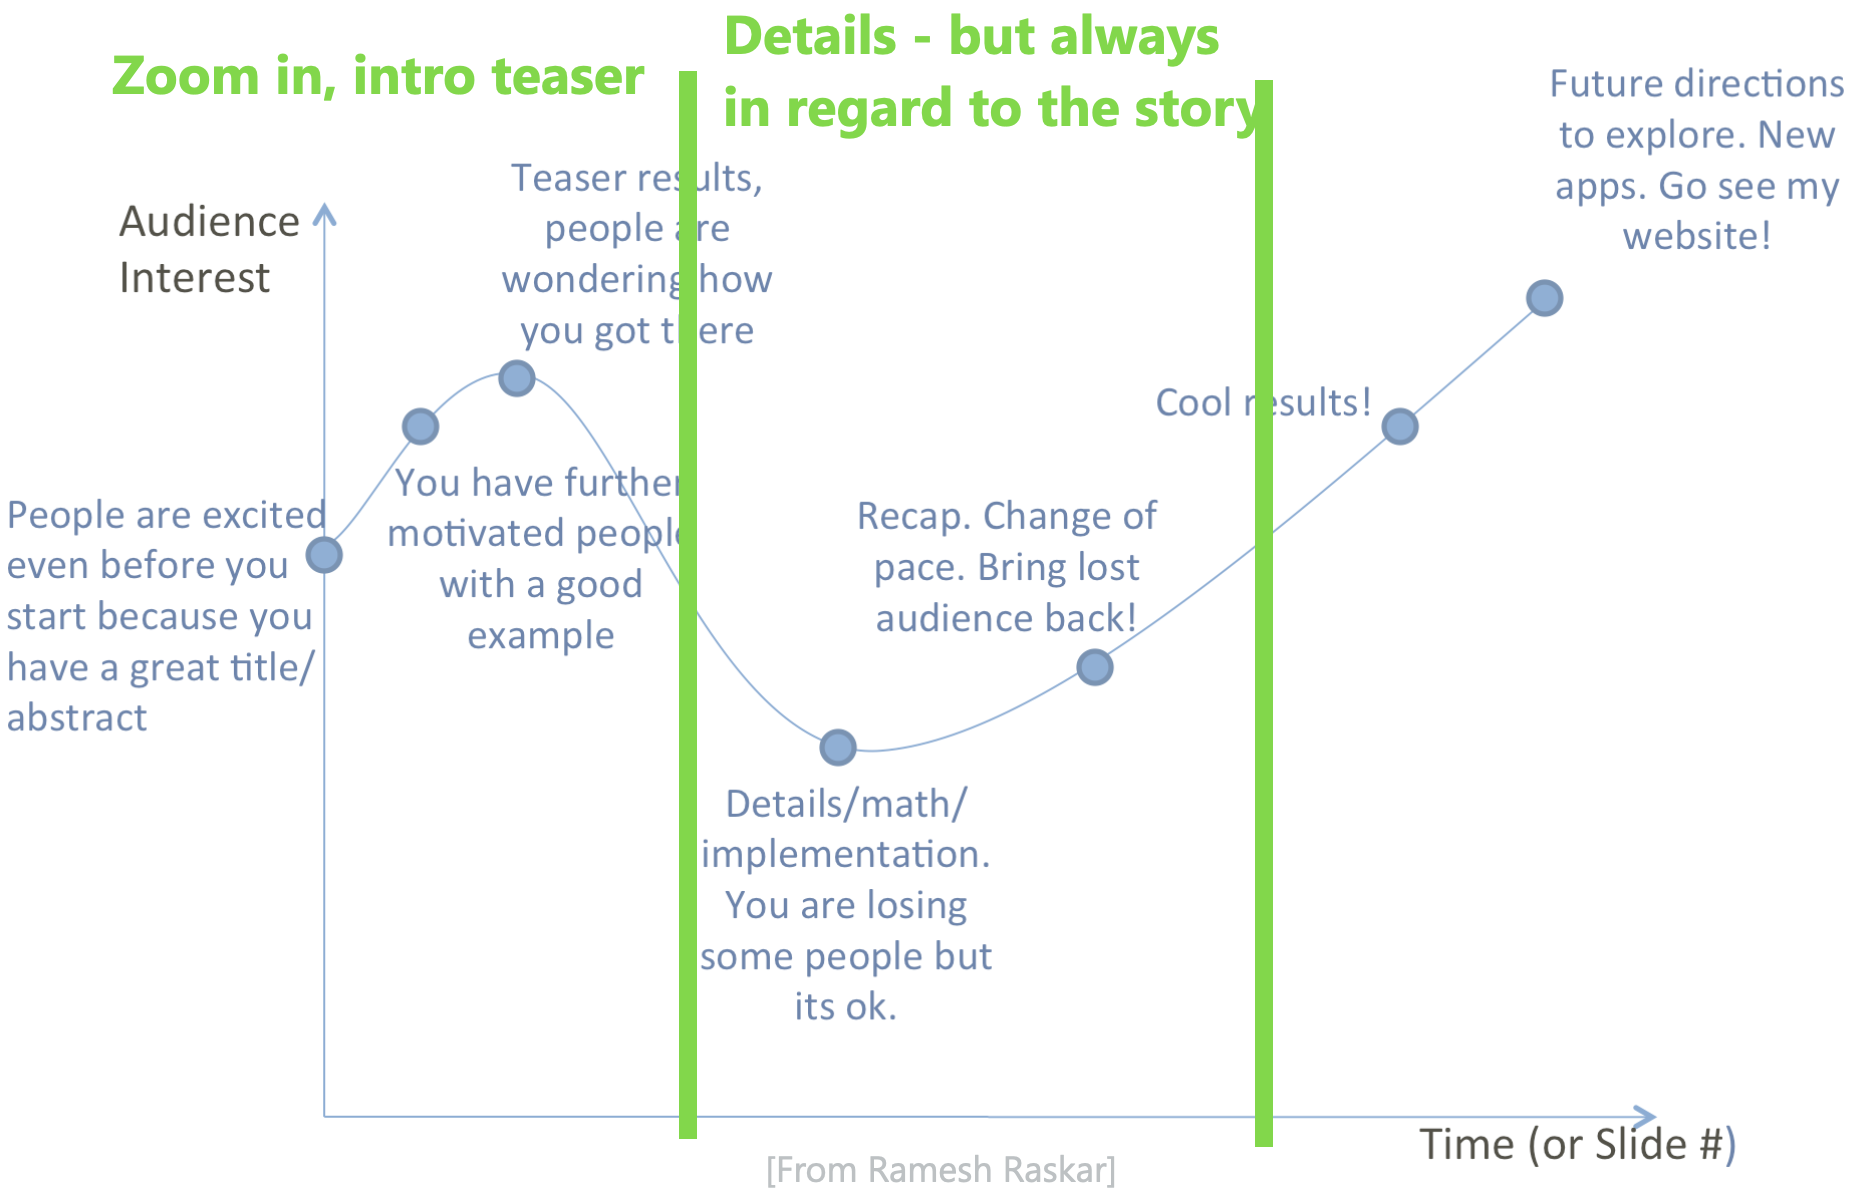 Zoom in, intro teaser
Details - but always
in regard to the story
Future directions
to explore. New
apps. Go see my
website!
Teaser results,
people are
wondering how
you got there
Audience
Interest
Cool results!
You have further
motivated people
with a good
example
People are excited
even before you
start because you
have a great title/
abstract
Recap. Change of
pace. Bring lost
audience back!
Details/math/
implementation.
You are losing
some people but
its ok.
Time (or Slide #)
[From Ramesh Raskar]